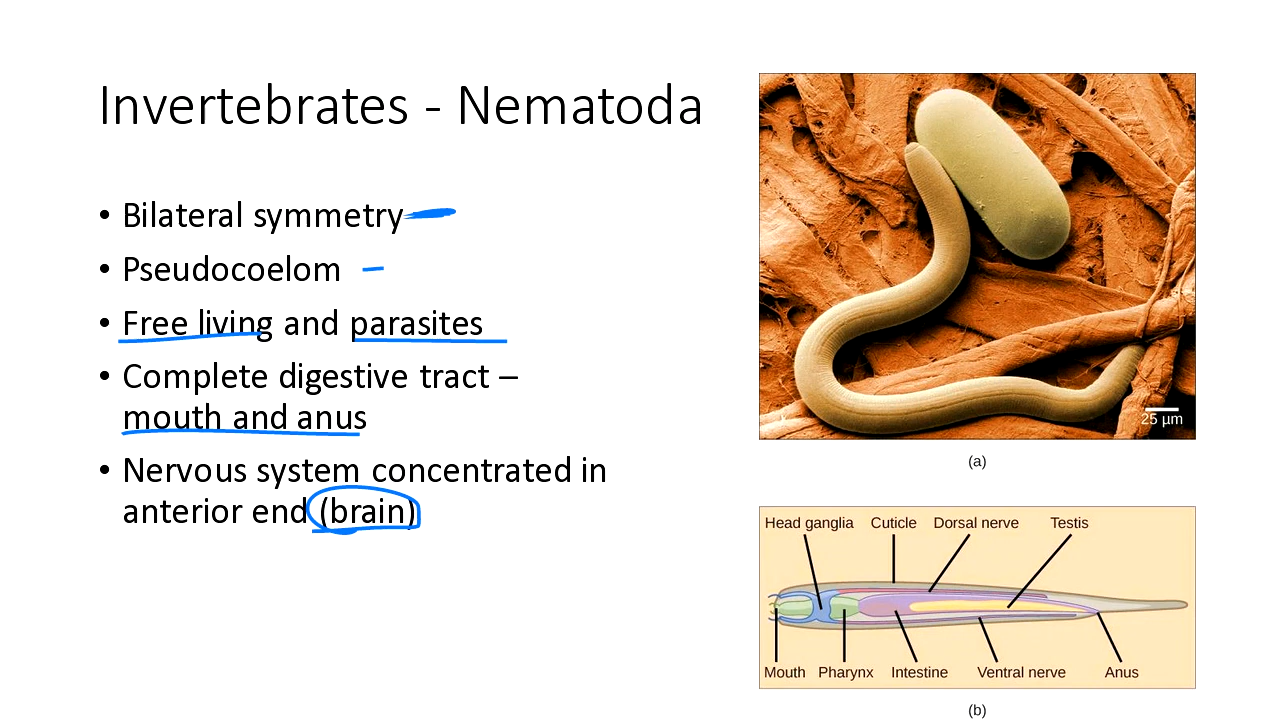 Invertebrates - Nematoda
• Bilateral symmetry
• Pseudocoelom
• Free living and parasites
• Complete digestive tract –
mouth and anus
• Nervous system concentrated in
anterior end (brain)
25 µm
(a)
Head ganglia Cuticle Dorsal nerve Testis
Mouth Pharynx Intestine Ventral nerve Anus
(b)